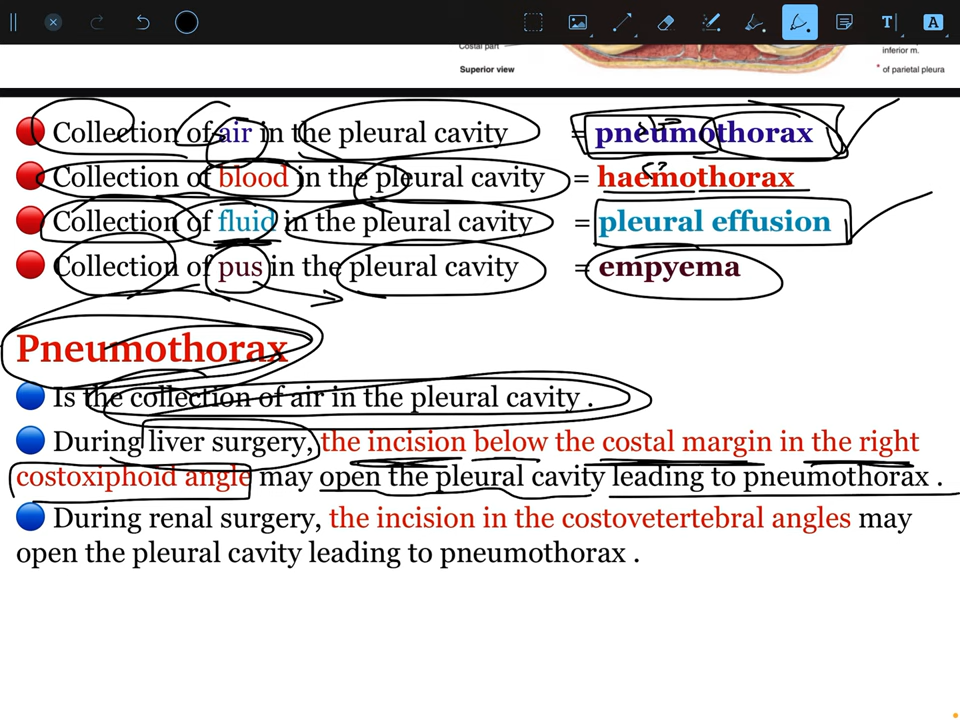 T A
Costal part
inferior m.
Superior view
* of parietal pleura
Collection of air in the pleural cavity = pneumothorax
Collection of blood in the pleural cavity = haemothorax
Collection of fluid in the pleural cavity = pleural effusion
Collection of pus in the pleural cavity = empyema
Pneumothorax
Is the collection of air in the pleural cavity .
During liver surgery, the incision below the costal margin in the right
costoxiphoid angle may open the pleural cavity leading to pneumothorax .
During renal surgery, the incision in the costovetertebral angles may
open the pleural cavity leading to pneumothorax .